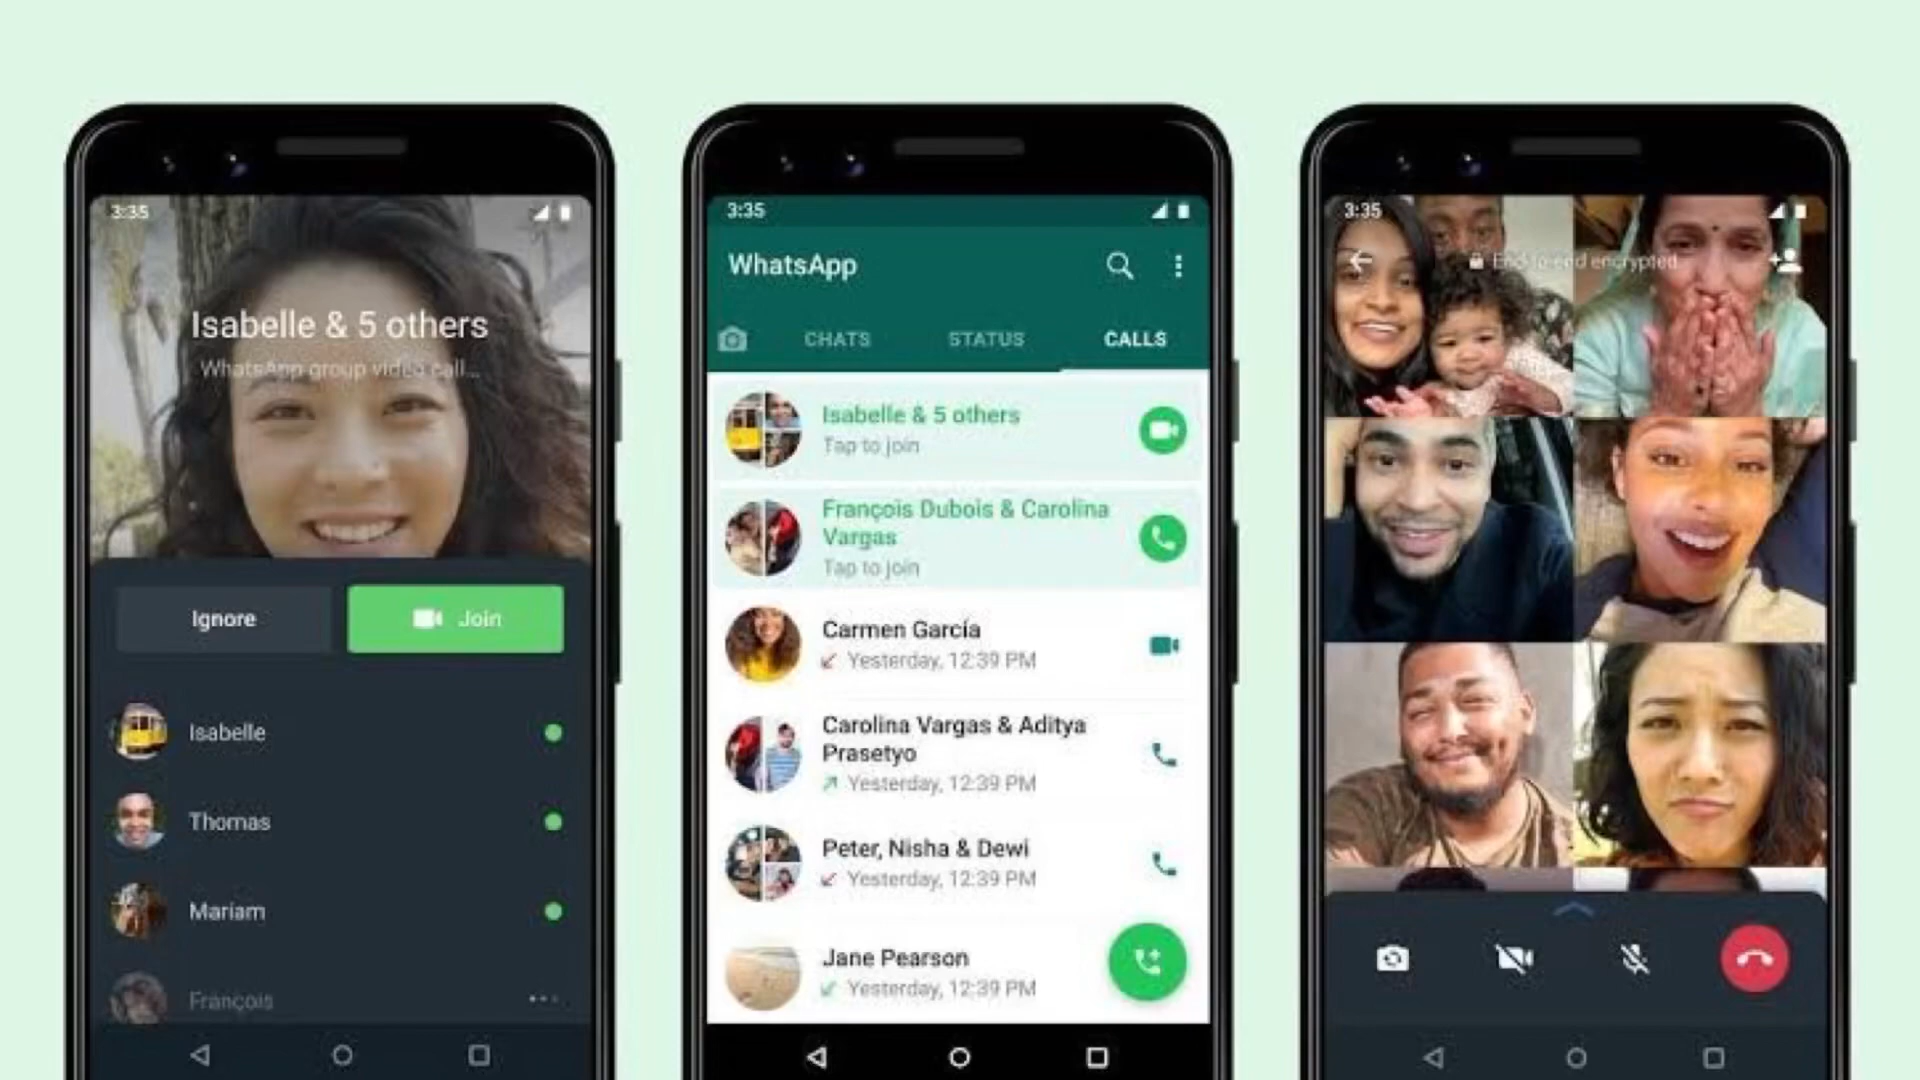 3:35
Isabelle & 5 others
WhatsApp group video call...
Ignore
Join
Isabelle
Thomas
Mariam
François
3:35
WhatsApp
CHATS
STATUS
CALLS
Isabelle & 5 others
Tap to join
François Dubois & Carolina
Vargas
Tap to join
Carmen García
Yesterday, 12:39 PM
Carolina Vargas & Aditya
Prasetyo
Yesterday, 12:39 PM
Peter, Nisha & Dewi
Yesterday, 12:39 PM
Jane Pearson
Yesterday, 12:39 PM
3:35
End-to-end encrypted